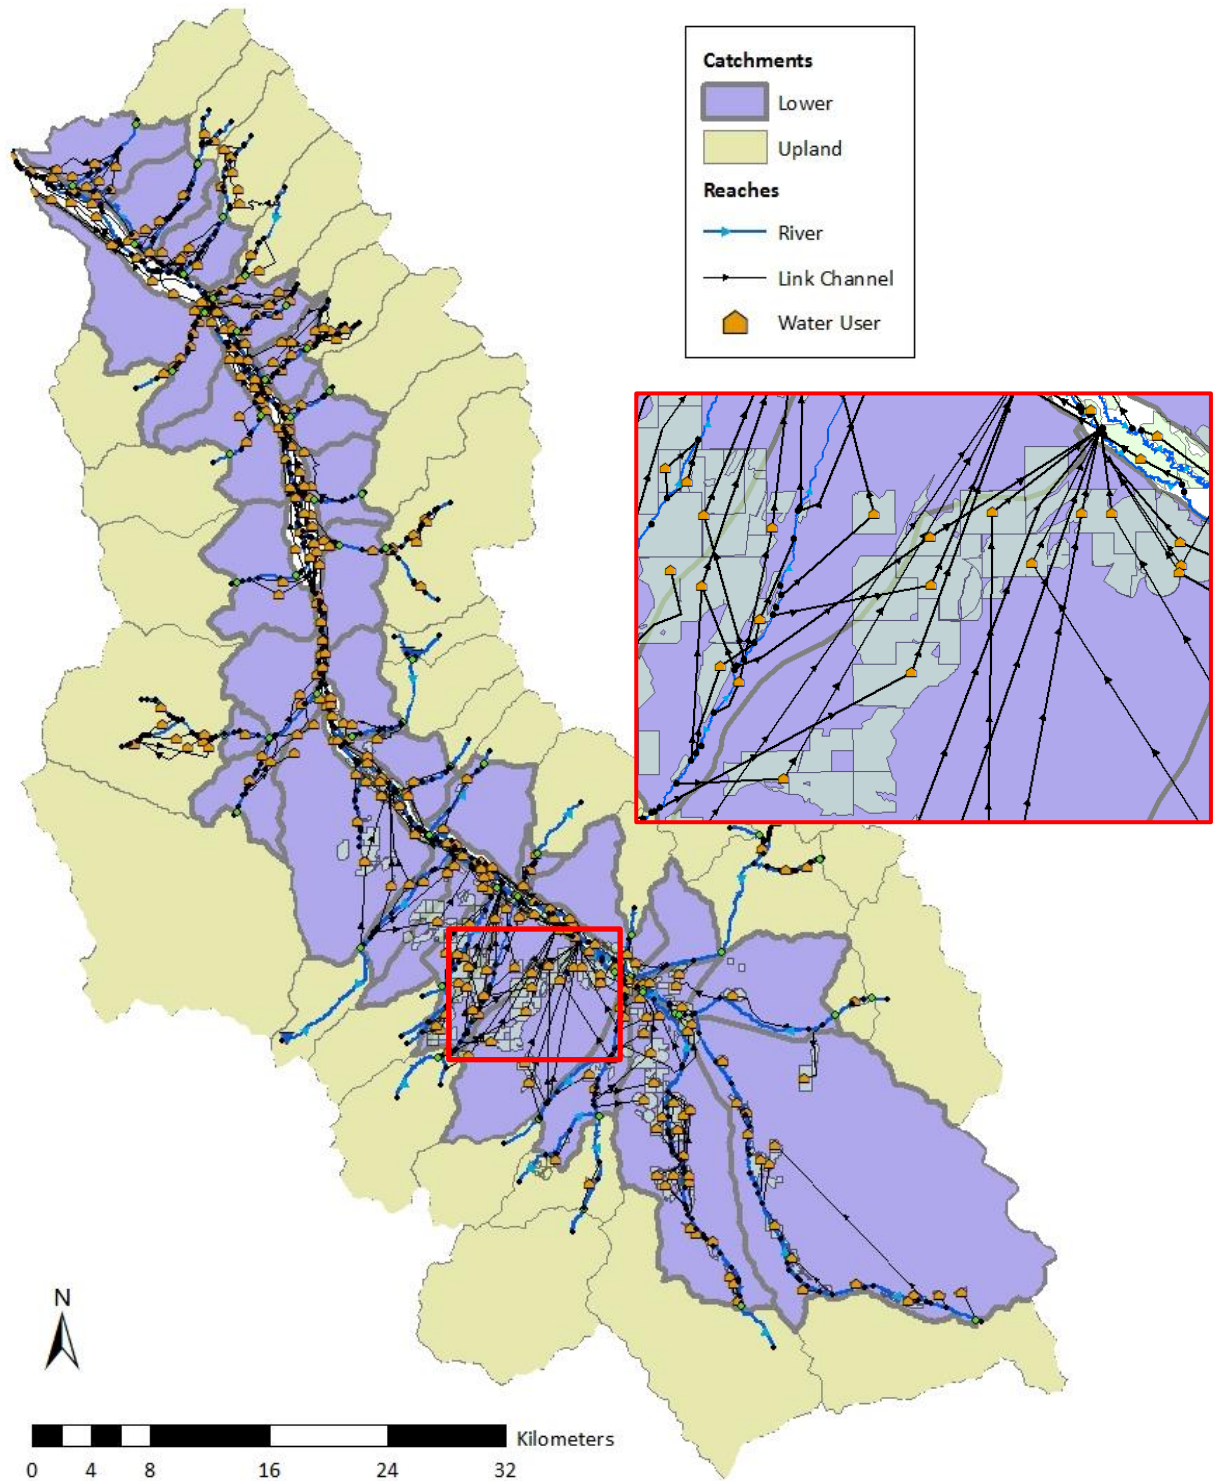 Catchments
Lower
Upland
Reaches
River
Link Channel
Water User
N
Kilometers
0 4 8 16 24 32